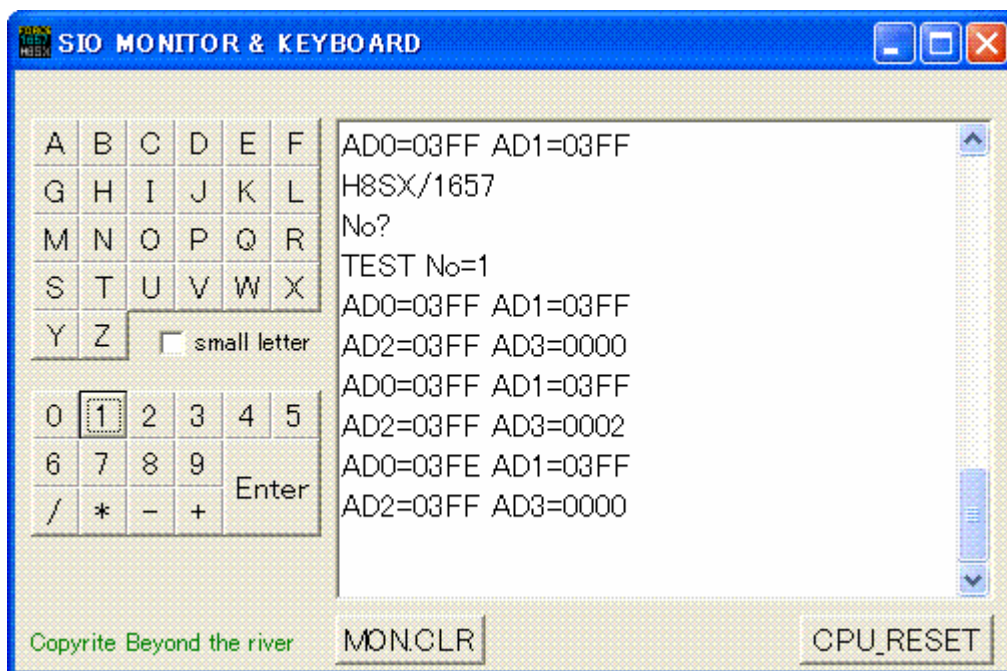 FORCE 1657 H8SX
SIO MONITOR & KEYBOARD
A B C D E F
G H I J K L
M N O P Q R
S T U V W X
Y Z small letter
0 1 2 3 4 5
6 7 8 9 Enter
/ * - +
AD0=03FF AD1=03FF
H8SX/1657
No?
TEST No=1
AD0=03FF AD1=03FF
AD2=03FF AD3=0000
AD0=03FF AD1=03FF
AD2=03FF AD3=0002
AD0=03FE AD1=03FF
AD2=03FF AD3=0000
Copyrite Beyond the river
MON.CLR
CPU_RESET